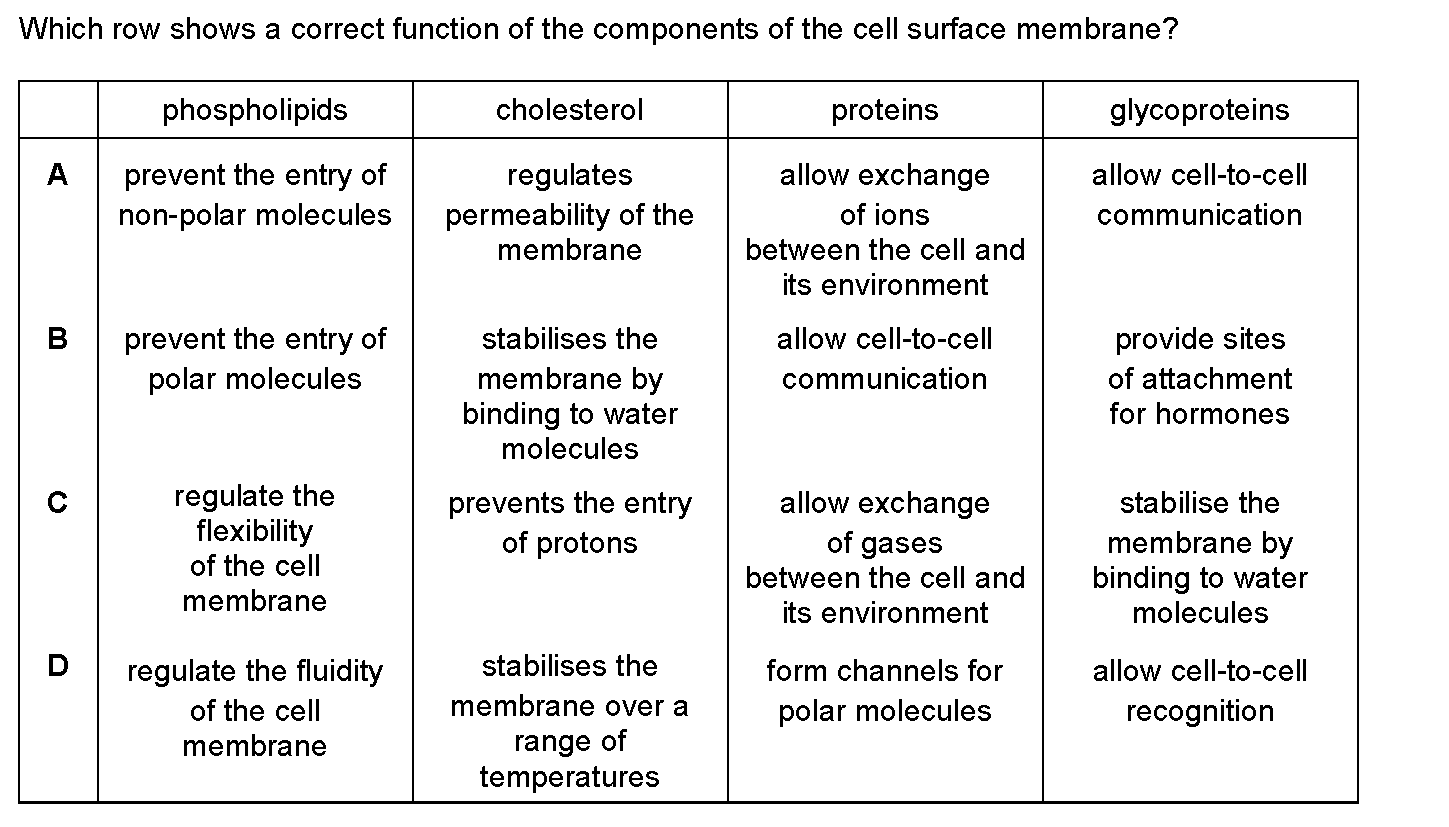 Which row shows a correct function of the components of the cell surface membrane?
phospholipids cholesterol proteins glycoproteins
A prevent the entry of regulates allow exchange allow cell-to-cell
non-polar molecules permeability of the of ions communication
membrane between the cell and
its environment
B prevent the entry of stabilises the allow cell-to-cell provide sites
polar molecules membrane by communication of attachment
binding to water for hormones
molecules
C regulate the prevents the entry allow exchange stabilise the
flexibility of protons of gases membrane by
of the cell between the cell and binding to water
membrane its environment molecules
D regulate the fluidity stabilises the form channels for allow cell-to-cell
of the cell membrane over a polar molecules recognition
membrane range of
temperatures